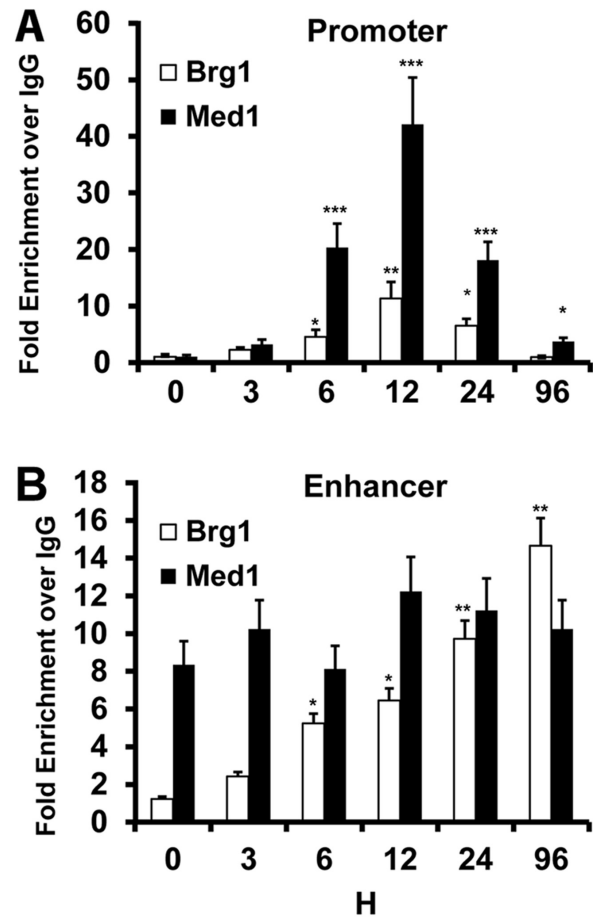 A
Promoter
Fold Enrichment over IgG
60
50
40
30
20
10
0
Brg1
Med1
*
***
**
***
*
***
*
0 3 6 12 24 96
B
Enhancer
Fold Enrichment over IgG
18
16
14
12
10
8
6
4
2
0
Brg1
Med1
*
*
**
**
0 3 6 12 24 96
H